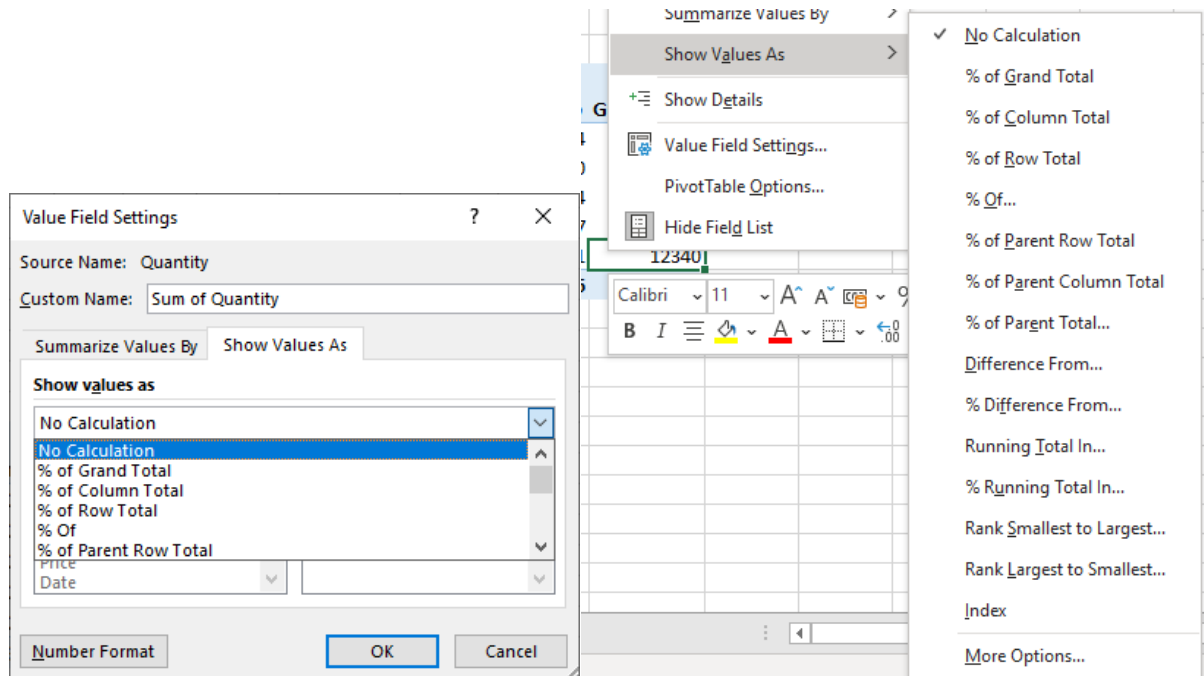 Value Field Settings ? ×
Source Name: Quantity
Custom Name: Sum of Quantity
Summarize Values By Show Values As
Show values as
No Calculation
No Calculation
% of Grand Total
% of Column Total
% of Row Total
% Of
% of Parent Row Total
Price
Date
Number Format OK Cancel
Summarize Values By
Show Values As
Show Details
Value Field Settings...
PivotTable Options...
Hide Field List
G
12340
Calibri 11
B I A
No Calculation
% of Grand Total
% of Column Total
% of Row Total
% Of...
% of Parent Row Total
% of Parent Column Total
% of Parent Total...
Difference From...
% Difference From...
Running Total In...
% Running Total In...
Rank Smallest to Largest...
Rank Largest to Smallest...
Index
More Options...